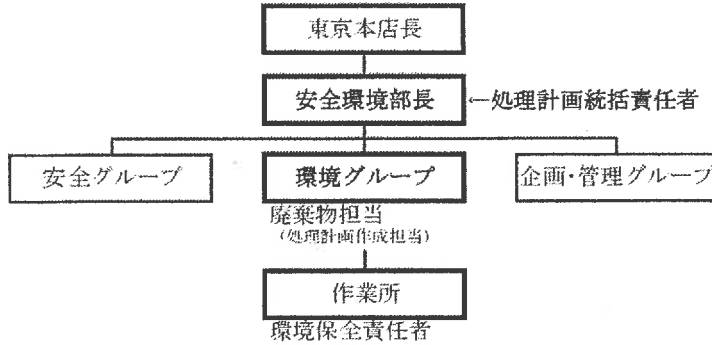 東京本店長
安全環境部長 ←処理計画統括責任者
安全グループ 環境グループ 企画・管理グループ
廃棄物担当
(処理計画作成担当)
作業所
環境保全責任者